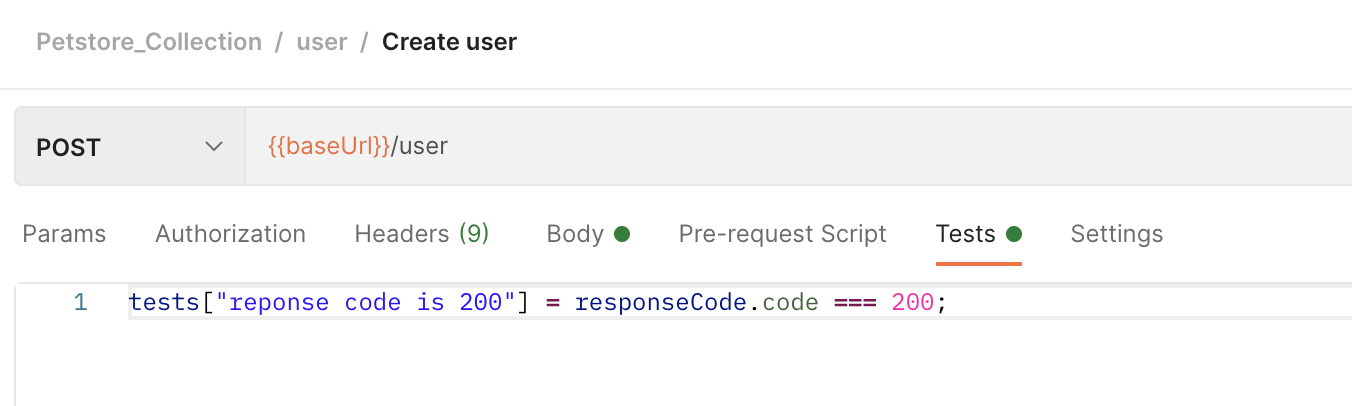 Petstore_Collection / user / Create user
POST {{baseUrl}}/user
Params Authorization Headers (9) Body Pre-request Script Tests Settings
1 tests["reponse code is 200"] = responseCode.code === 200;